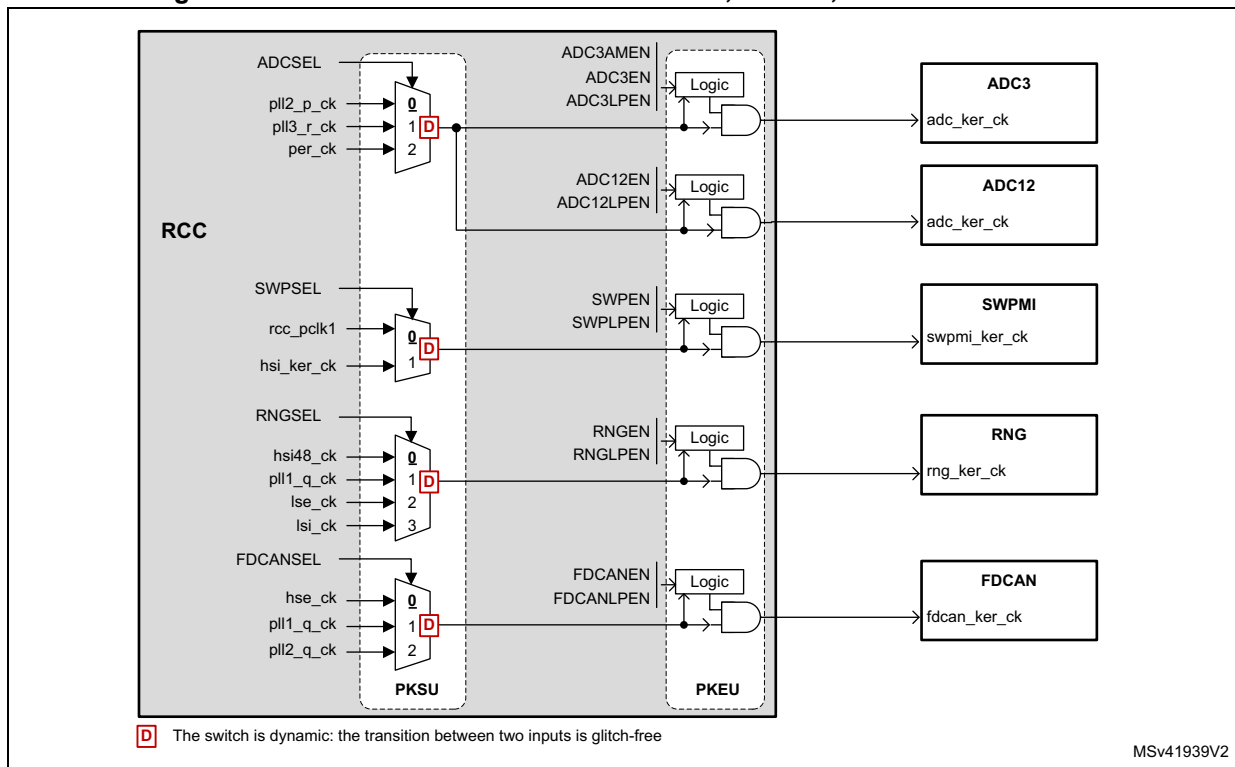 RCC
ADCSEL
pll2_p_ck
pll3_r_ck
per_ck
0
1
2
D
ADC3AMEN
ADC3EN
ADC3LPEN
Logic
ADC3
adc_ker_ck
ADC12EN
ADC12LPEN
Logic
ADC12
adc_ker_ck
SWPSEL
rcc_pclk1
hsi_ker_ck
0
1
D
SWPEN
SWPLPEN
Logic
SWPMI
swpmi_ker_ck
RNGSEL
hsi48_ck
pll1_q_ck
lse_ck
lsi_ck
0
1
2
3
D
RNGEN
RNGLPEN
Logic
RNG
rng_ker_ck
FDCANSEL
hse_ck
pll1_q_ck
pll2_q_ck
0
1
2
D
FDCANEN
FDCANLPEN
Logic
FDCAN
fdcan_ker_ck
PKSU
PKEU
D The switch is dynamic: the transition between two inputs is glitch-free
MSv41939V2